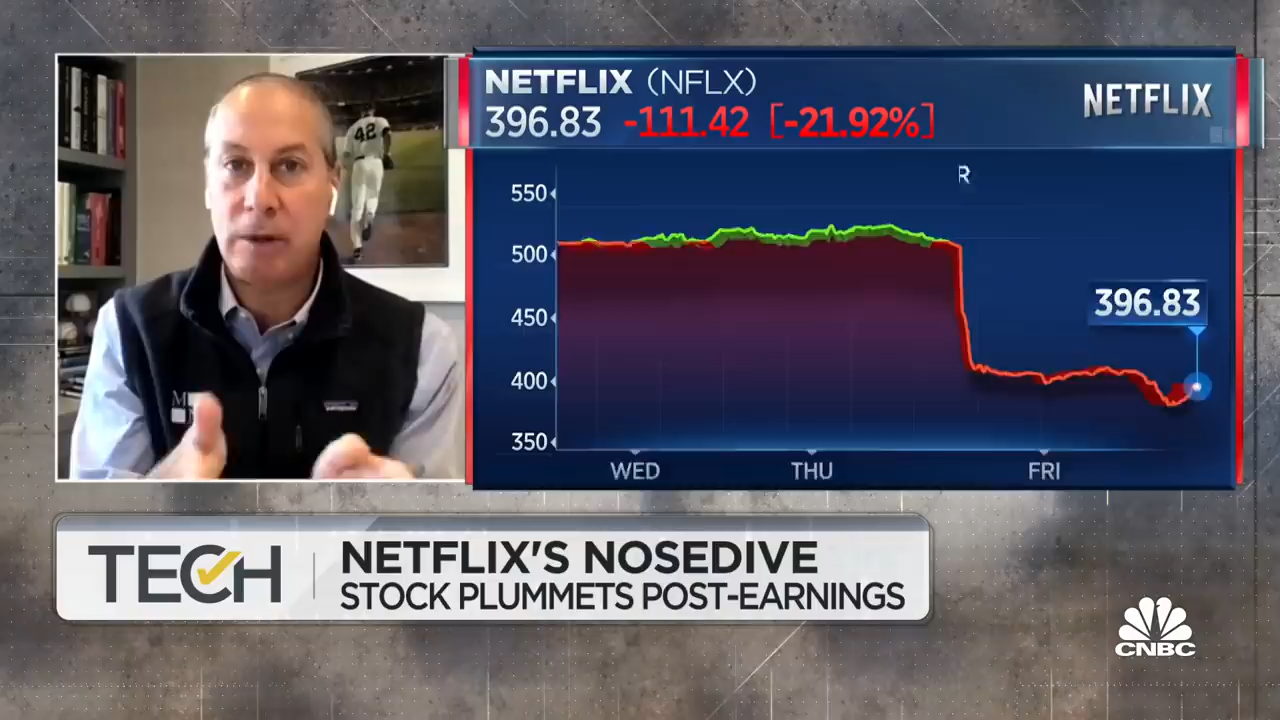 42
M
NETFLIX (NFLX)
396.83 -111.42 [-21.92%]
NETFLIX
R
550
500
450
400
350
396.83
WED THU FRI
TECH
NETFLIX'S NOSEDIVE
STOCK PLUMMETS POST-EARNINGS
CNBC